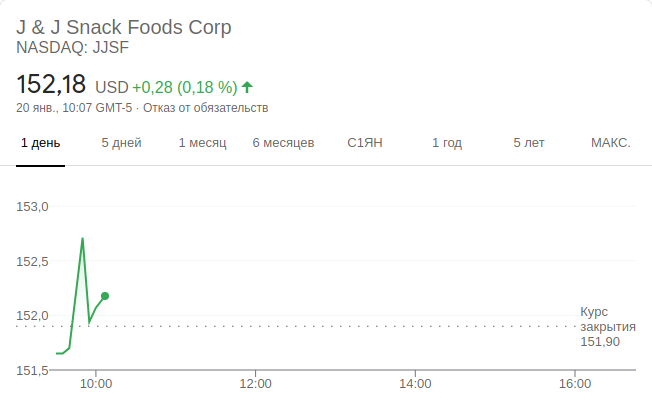 J & J Snack Foods Corp
NASDAQ: JJSF
152,18 USD +0,28 (0,18 %)
20 янв., 10:07 GMT-5 · Отказ от обязательств
1 день 5 дней 1 месяц 6 месяцев С1ЯН 1 год 5 лет МАКС.
153,0
152,5
152,0
151,5
Курс
закрытия
151,90
10:00 12:00 14:00 16:00